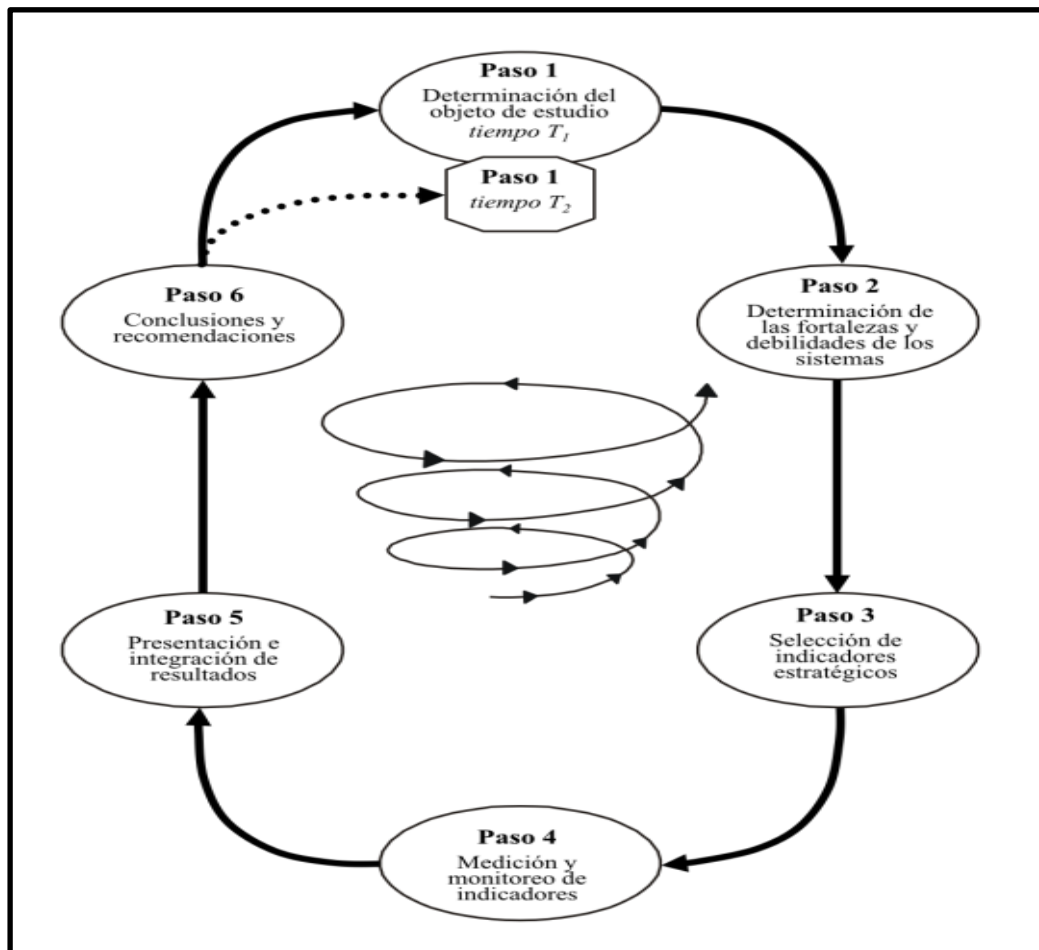 Paso 1
Determinación del
objeto de estudio
tiempo T₁
Paso 1
tiempo T₂
Paso 2
Determinación de
las fortalezas y
debilidades de los
sistemas
Paso 3
Selección de
indicadores
estratégicos
Paso 4
Medición y
monitoreo de
indicadores
Paso 5
Presentación e
integración de
resultados
Paso 6
Conclusiones y
recomendaciones